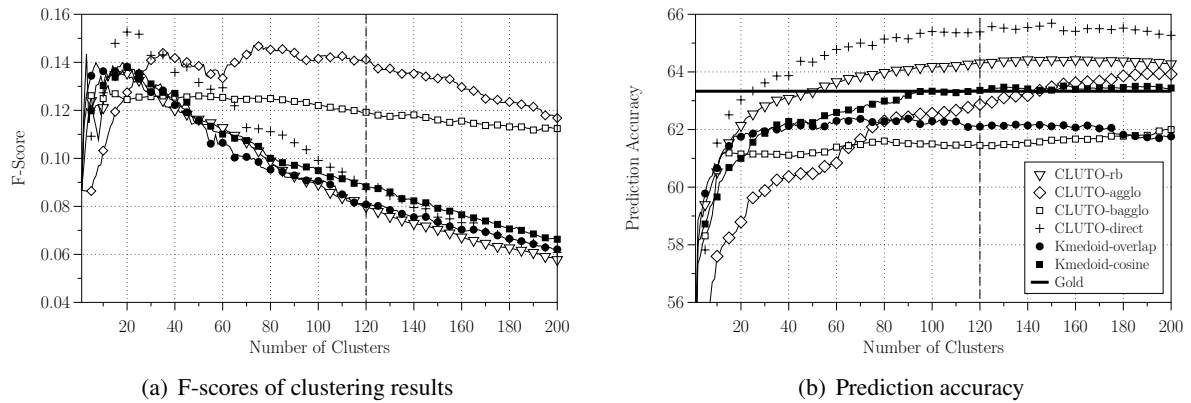 0.16
0.14
0.12
0.10
0.08
0.06
0.04
F-Score
20 40 60 80 100 120 140 160 180 200
Number of Clusters
(a) F-scores of clustering results
66
64
62
60
58
56
Prediction Accuracy
20 40 60 80 100 120 140 160 180 200
Number of Clusters
CLUTO-rb
CLUTO-agglo
CLUTO-bagglo
CLUTO-direct
Kmedoid-overlap
Kmedoid-cosine
Gold
(b) Prediction accuracy